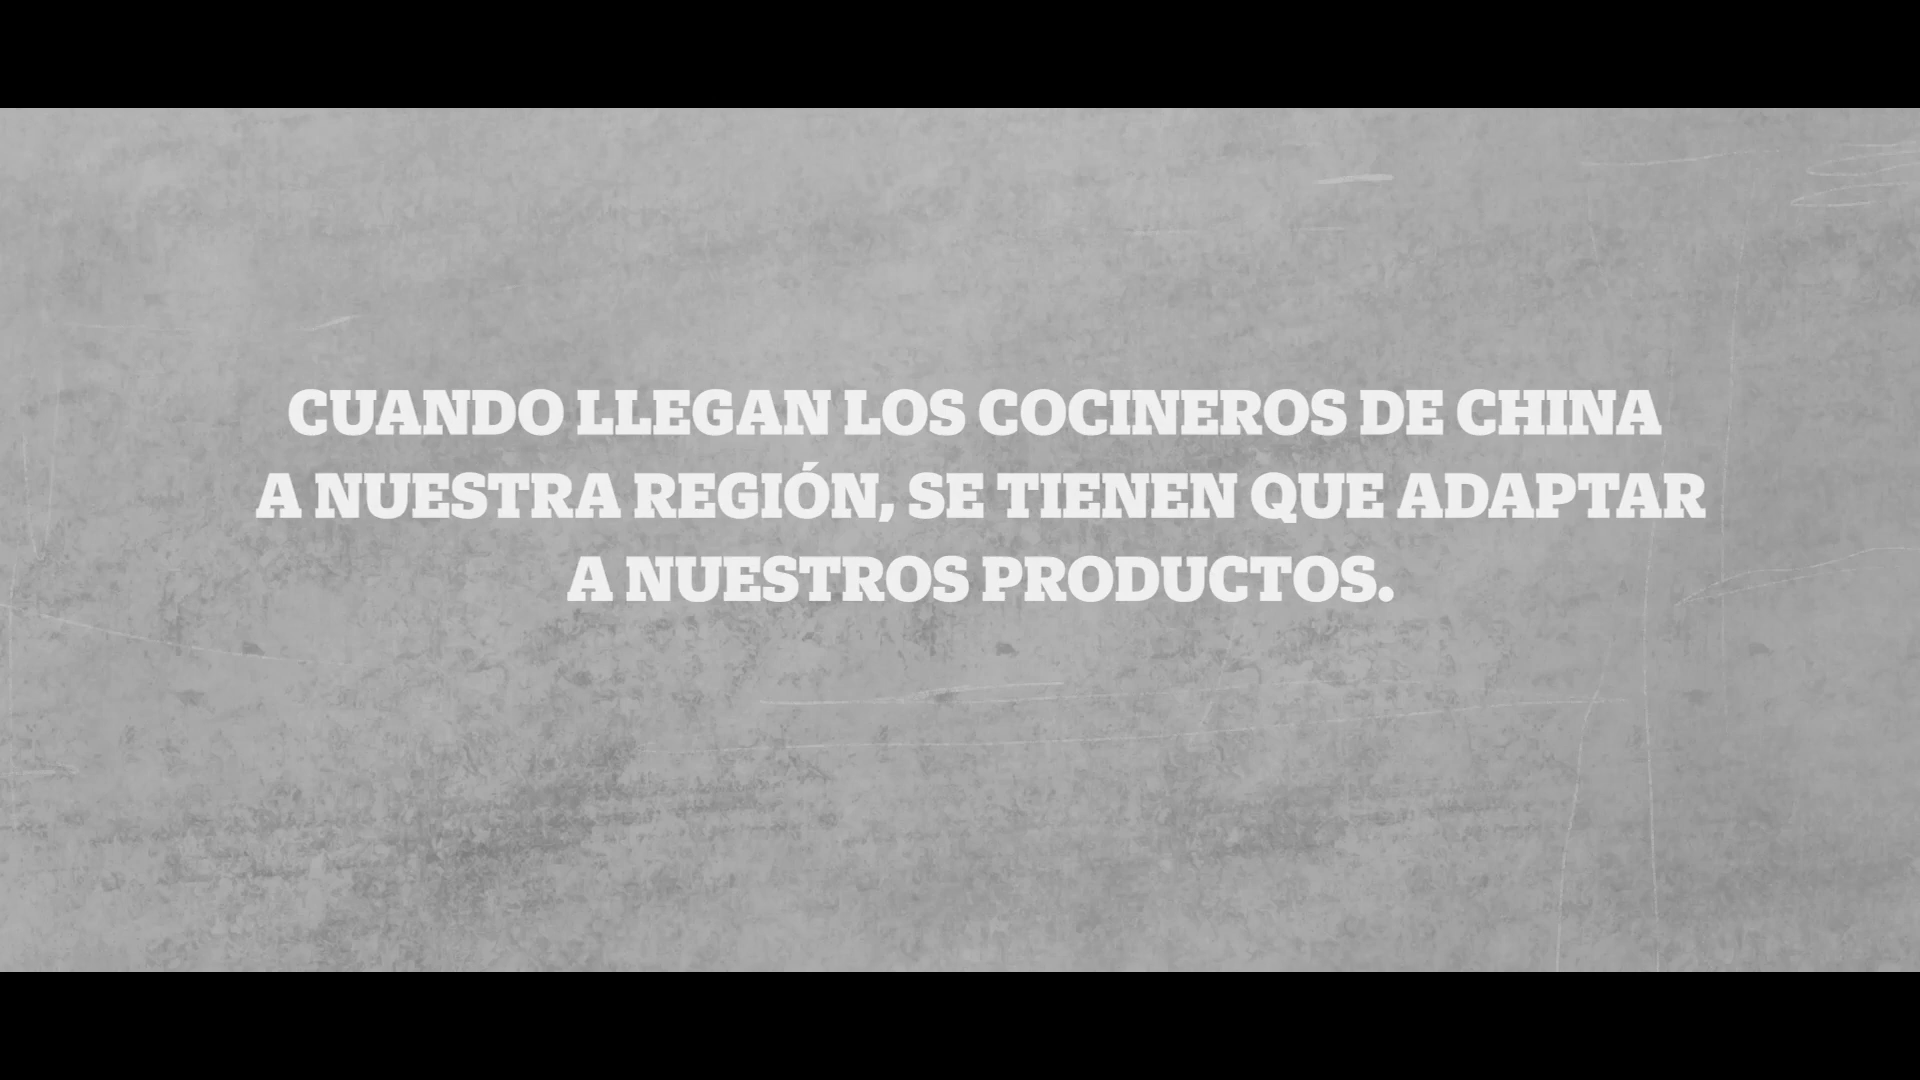 CUANDO LLEGAN LOS COCINEROS DE CHINA
A NUESTRA REGIÓN, SE TIENEN QUE ADAPTAR
A NUESTROS PRODUCTOS.